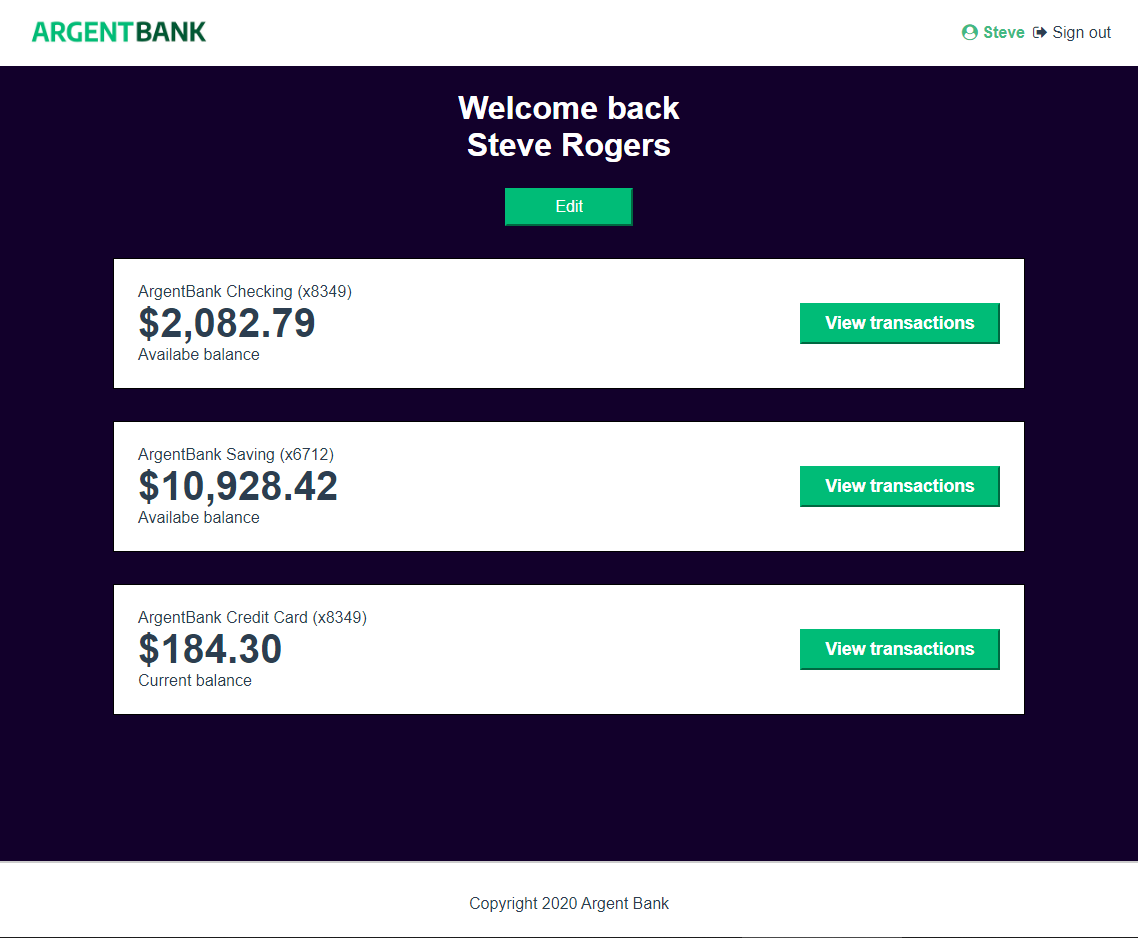 ARGENTBANK
Steve Sign out
Welcome back
Steve Rogers
Edit
ArgentBank Checking (x8349)
$2,082.79
Availabe balance
View transactions
ArgentBank Saving (x6712)
$10,928.42
Availabe balance
View transactions
ArgentBank Credit Card (x8349)
$184.30
Current balance
View transactions
Copyright 2020 Argent Bank